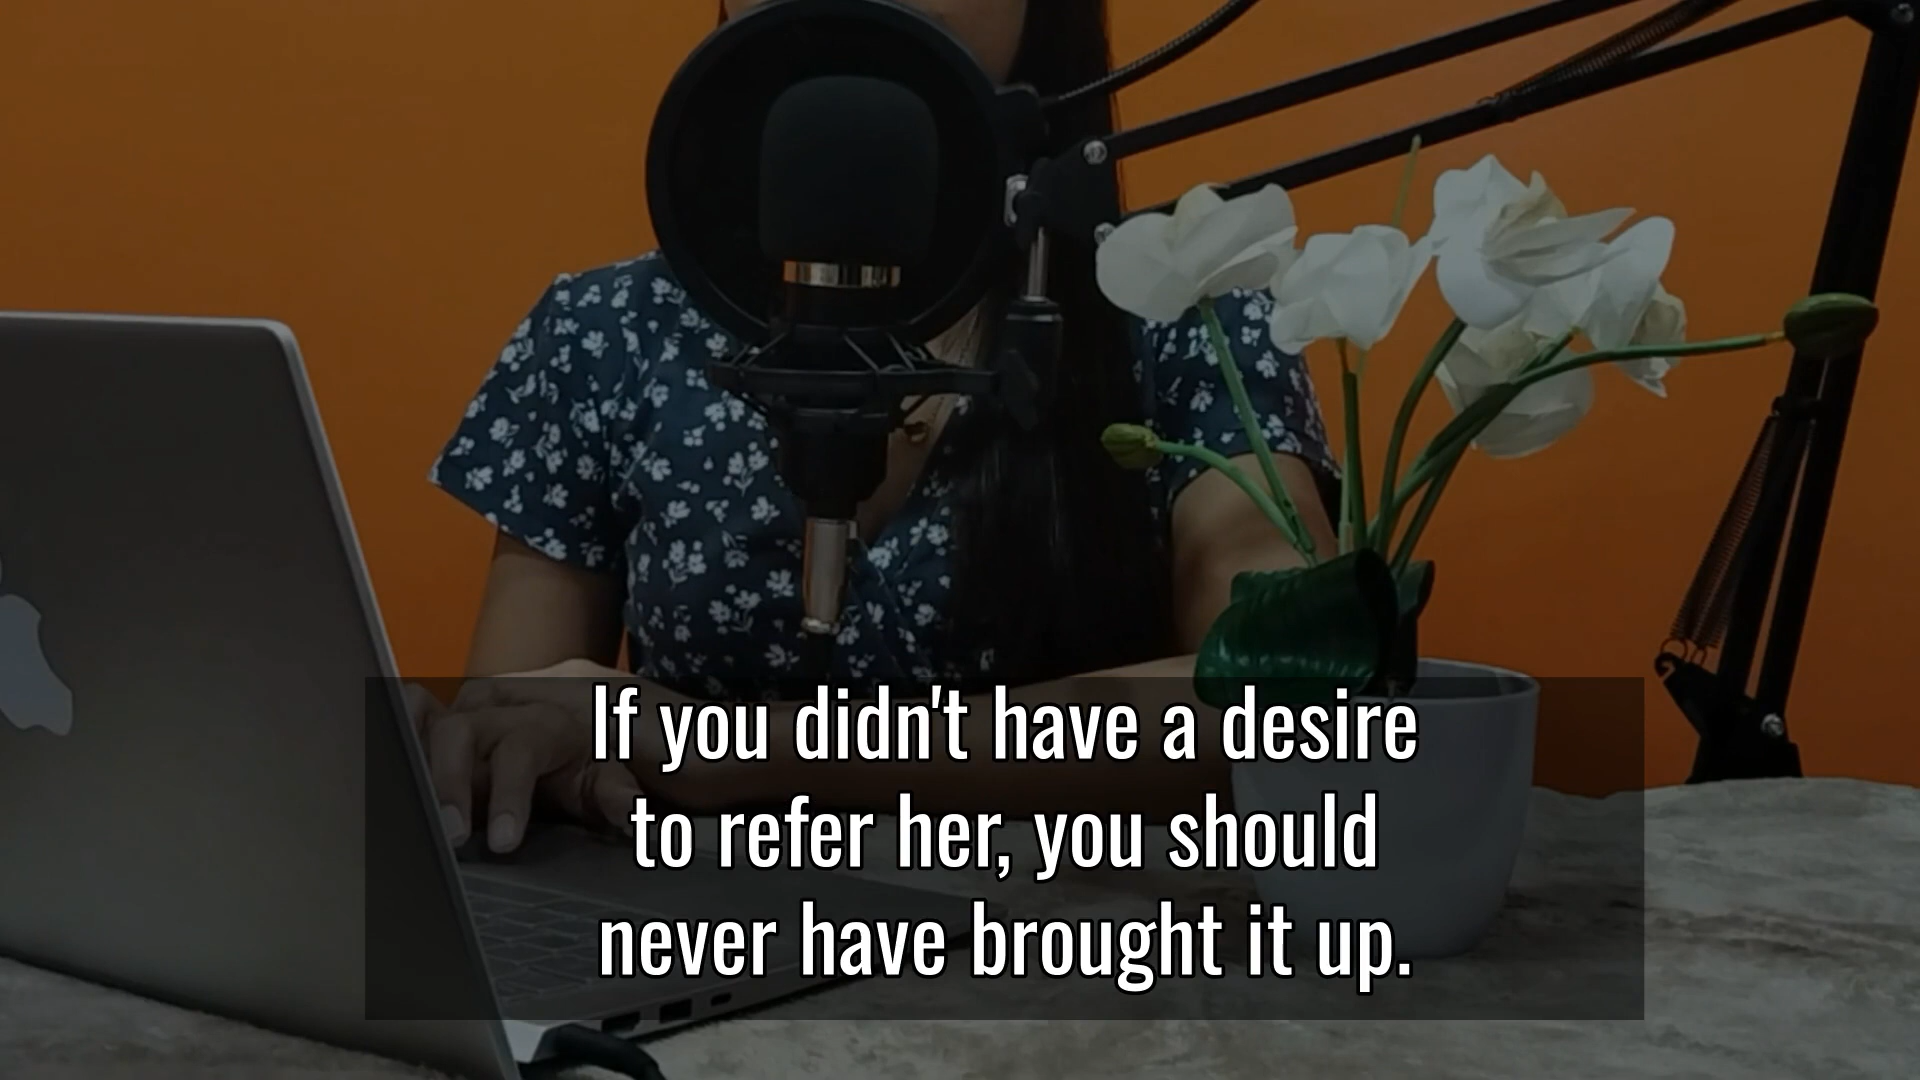 If you didn't have a desire
to refer her, you should
never have brought it up.